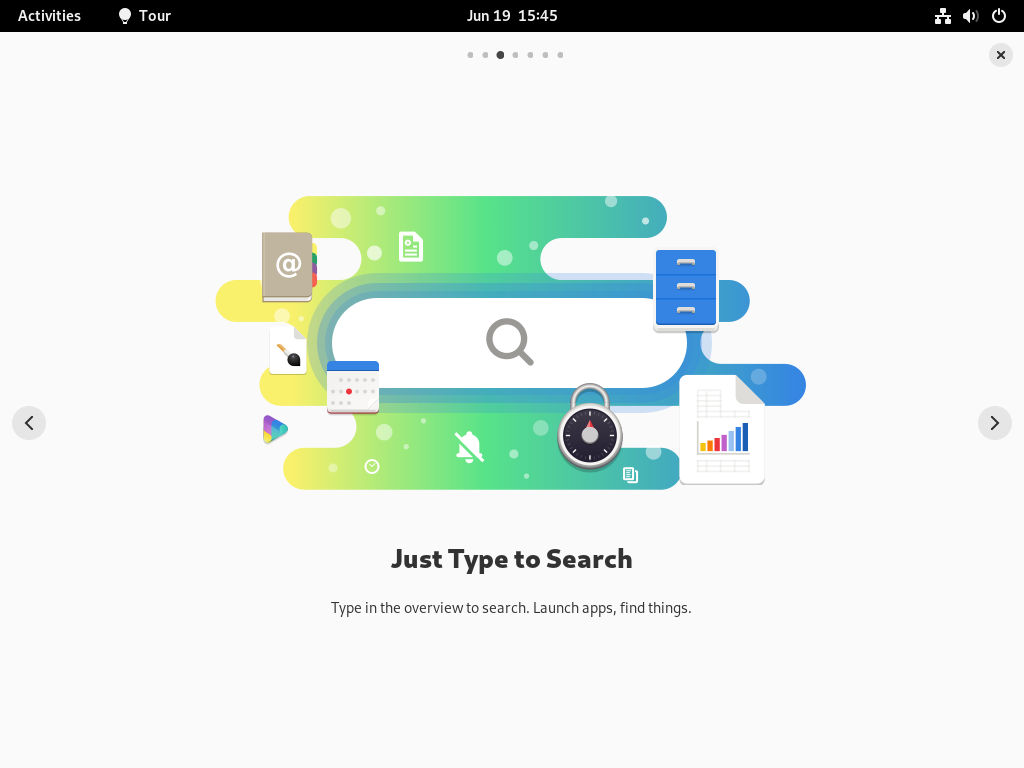 Activities
Tour
Jun 19 15:45
@
Just Type to Search
Type in the overview to search. Launch apps, find things.